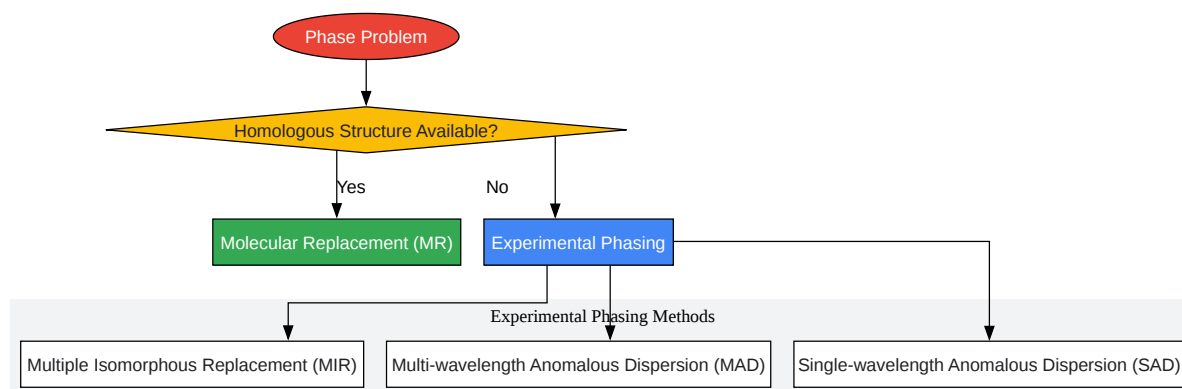 Phase Problem
Homologous Structure Available?
Yes
No
Molecular Replacement (MR)
Experimental Phasing
Experimental Phasing Methods
Multiple Isomorphous Replacement (MIR)
Multi-wavelength Anomalous Dispersion (MAD)
Single-wavelength Anomalous Dispersion (SAD)